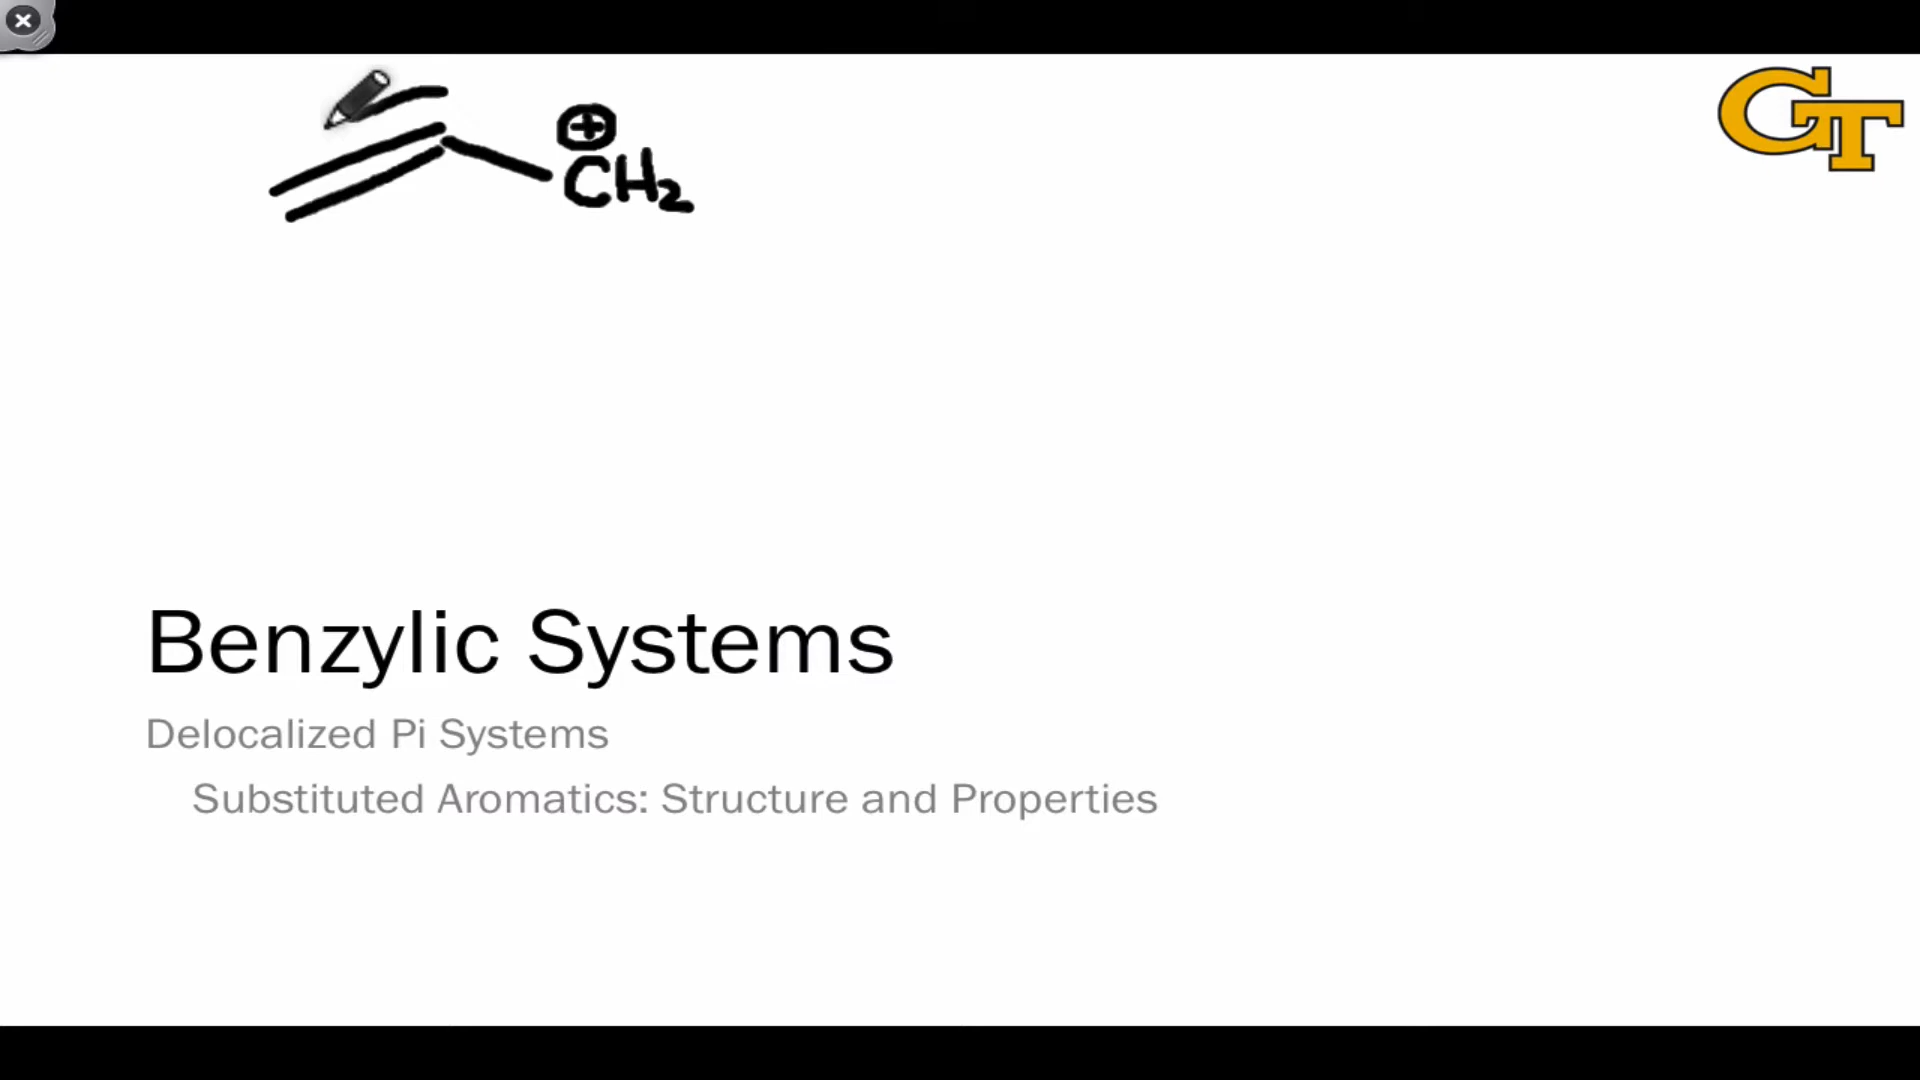 GT
⊕
CH₂
Benzylic Systems
Delocalized Pi Systems
Substituted Aromatics: Structure and Properties